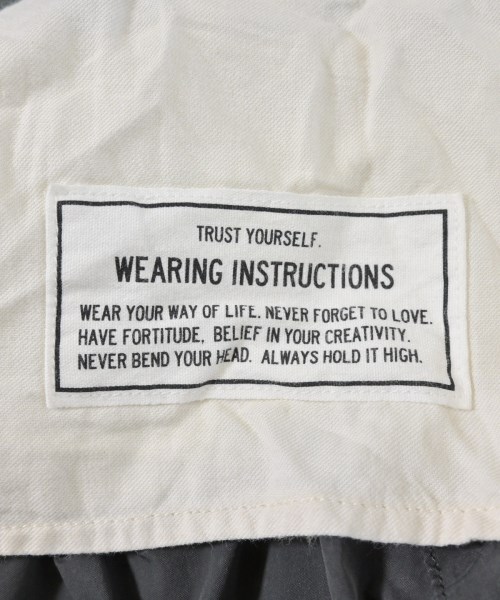 TRUST YOURSELF.
WEARING INSTRUCTIONS
WEAR YOUR WAY OF LIFE. NEVER FORGET TO LOVE.
HAVE FORTITUDE, BELIEF IN YOUR CREATIVITY.
NEVER BEND YOUR HEAD. ALWAYS HOLD IT HIGH.